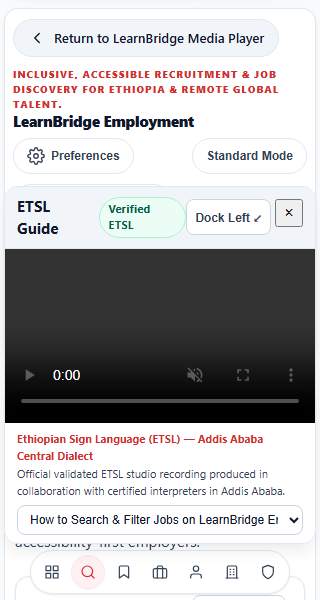 Return to LearnBridge Media Player
INCLUSIVE, ACCESSIBLE RECRUITMENT & JOB
DISCOVERY FOR ETHIOPIA & REMOTE GLOBAL
TALENT.
LearnBridge Employment
Preferences
Standard Mode
ETSL
Guide
Verified
ETSL
Dock Left ↙
×
0:00
Ethiopian Sign Language (ETSL) — Addis Ababa
Central Dialect
Official validated ETSL studio recording produced in
collaboration with certified interpreters in Addis Ababa.
How to Search & Filter Jobs on LearnBridge
accessibility-first employers.